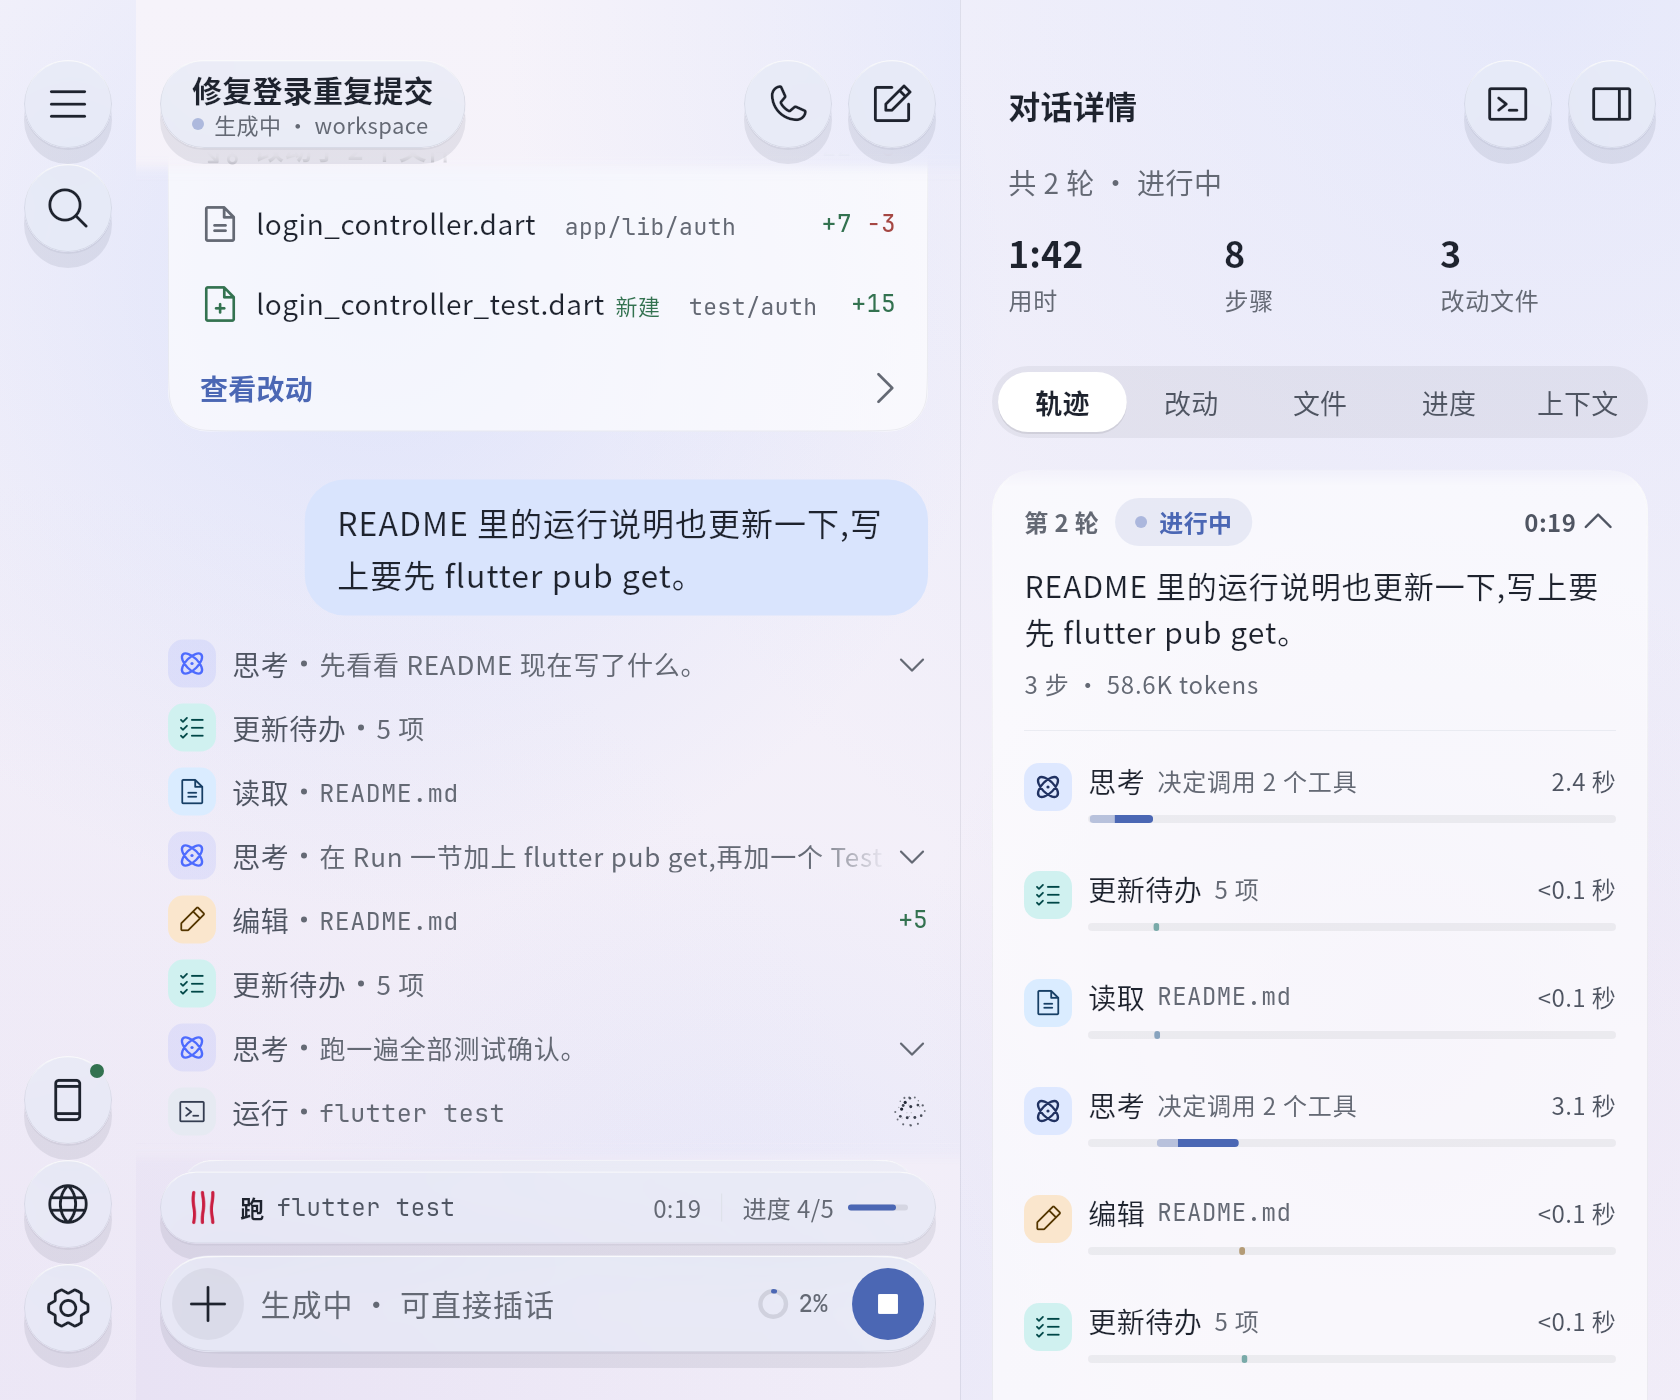 修复登录重复提交
生成中 · workspace
login_controller.dart app/lib/auth +7 -3
login_controller_test.dart 新建 test/auth +15
查看改动
README 里的运行说明也更新一下,写
上要先 flutter pub get。
思考 · 先看看 README 现在写了什么。
更新待办 · 5 项
读取 · README.md
思考 · 在 Run 一节加上 flutter pub get,再加一个 Test
编辑 · README.md +5
更新待办 · 5 项
思考 · 跑一遍全部测试确认。
运行 · flutter test
跑 flutter test 0:19 进度 4/5
生成中 · 可直接插话 2%
对话详情
共 2 轮 · 进行中
1:42 8 3
用时 步骤 改动文件
轨迹 改动 文件 进度 上下文
第 2 轮 进行中 0:19
README 里的运行说明也更新一下,写上要
先 flutter pub get。
3 步 · 58.6K tokens
思考 决定调用 2 个工具 2.4 秒
更新待办 5 项 <0.1 秒
读取 README.md <0.1 秒
思考 决定调用 2 个工具 3.1 秒
编辑 README.md <0.1 秒
更新待办 5 项 <0.1 秒